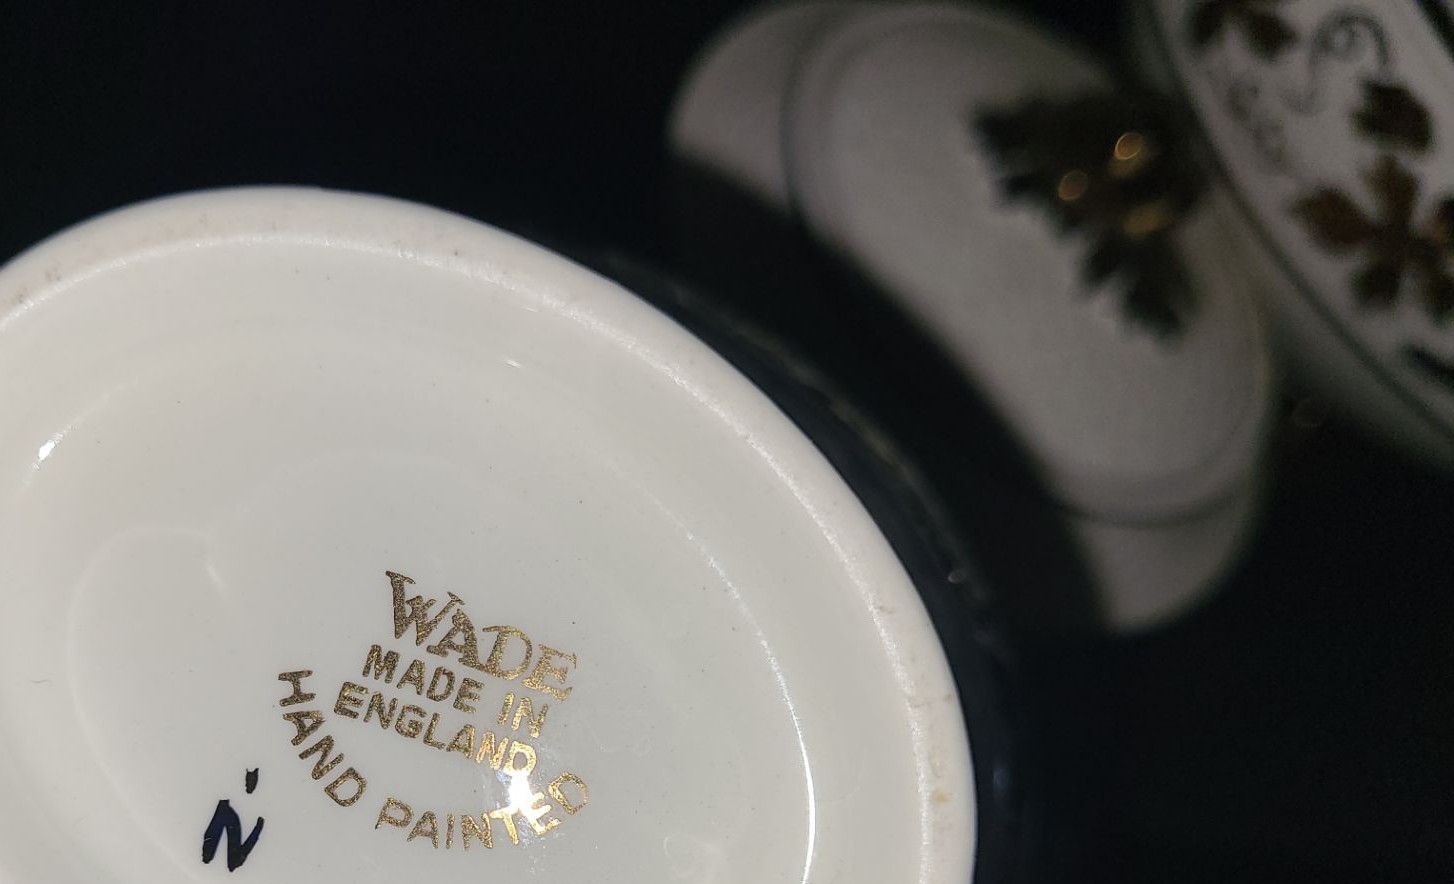 WADE
MADE IN
ENGLAND
HAND PAINTED
N.